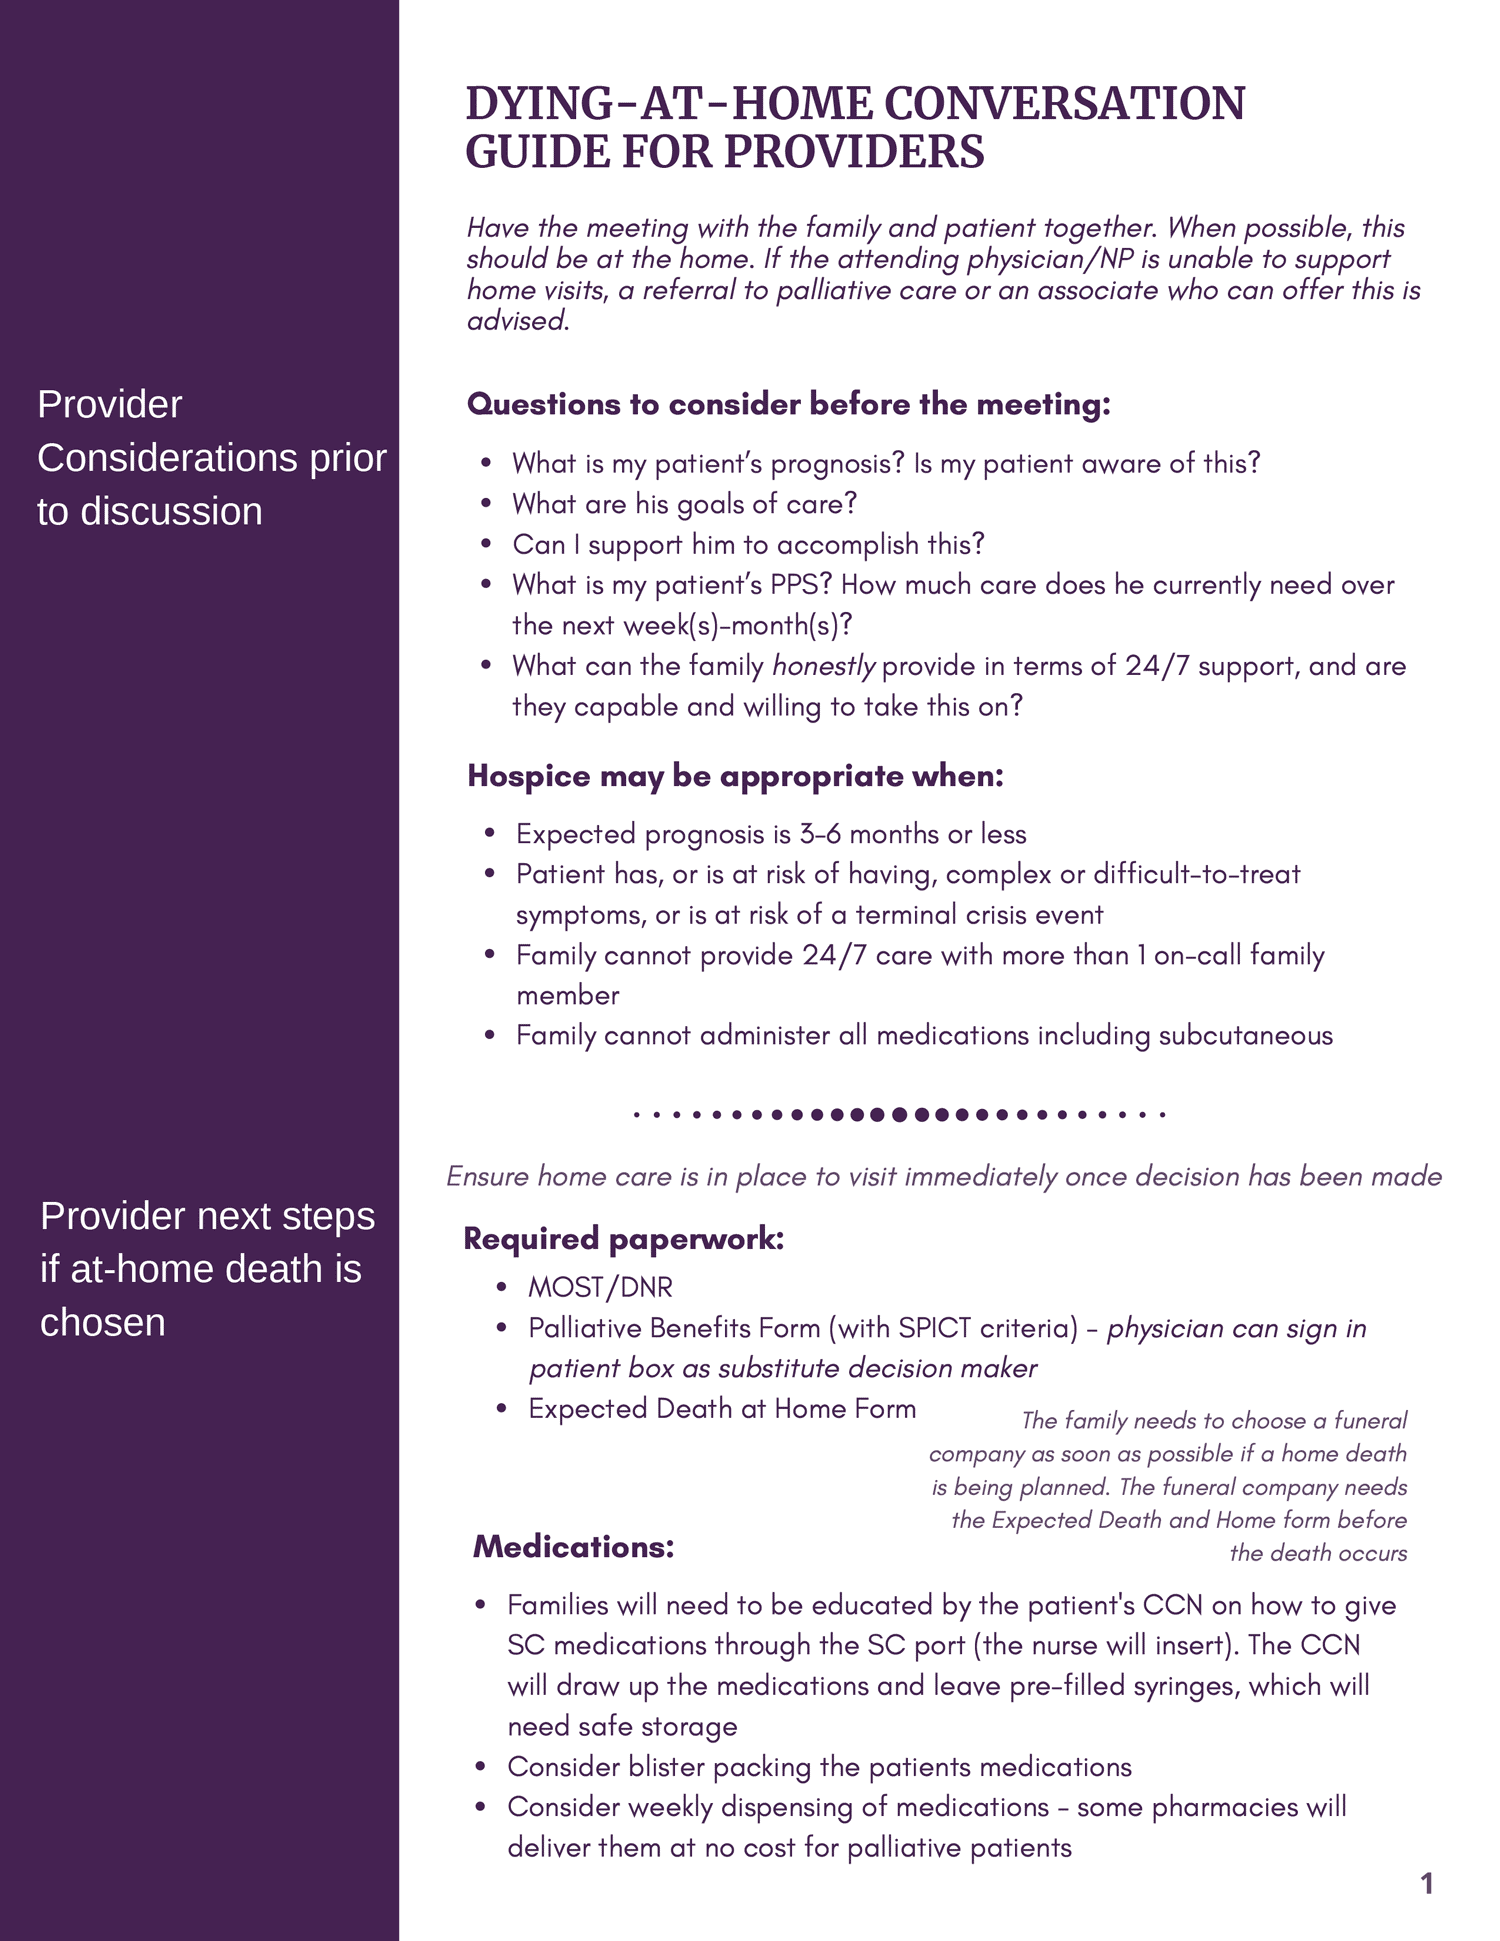 DYING-AT-HOME CONVERSATION
GUIDE FOR PROVIDERS
Have the meeting with the family and patient together. When possible, this
should be at the home. If the attending physician/NP is unable to support
home visits, a referral to palliative care or an associate who can offer this is
advised.
Provider
Considerations prior
to discussion
Questions to consider before the meeting:
• What is my patient's prognosis? Is my patient aware of this?
• What are his goals of care?
• Can I support him to accomplish this?
• What is my patient's PPS? How much care does he currently need over
the next week(s)-month(s)?
• What can the family honestly provide in terms of 24/7 support, and are
they capable and willing to take this on?
Hospice may be appropriate when:
• Expected prognosis is 3-6 months or less
• Patient has, or is at risk of having, complex or difficult-to-treat
symptoms, or is at risk of a terminal crisis event
• Family cannot provide 24/7 care with more than 1 on-call family
member
• Family cannot administer all medications including subcutaneous
Provider next steps
if at-home death is
chosen
Ensure home care is in place to visit immediately once decision has been made
Required paperwork:
• MOST/DNR
• Palliative Benefits Form (with SPICT criteria) - physician can sign in
patient box as substitute decision maker
• Expected Death at Home Form
The family needs to choose a funeral
company as soon as possible if a home death
is being planned. The funeral company needs
the Expected Death and Home form before
the death occurs
Medications:
• Families will need to be educated by the patient's CCN on how to give
SC medications through the SC port (the nurse will insert). The CCN
will draw up the medications and leave pre-filled syringes, which will
need safe storage
• Consider blister packing the patients medications
• Consider weekly dispensing of medications - some pharmacies will
deliver them at no cost for palliative patients
1